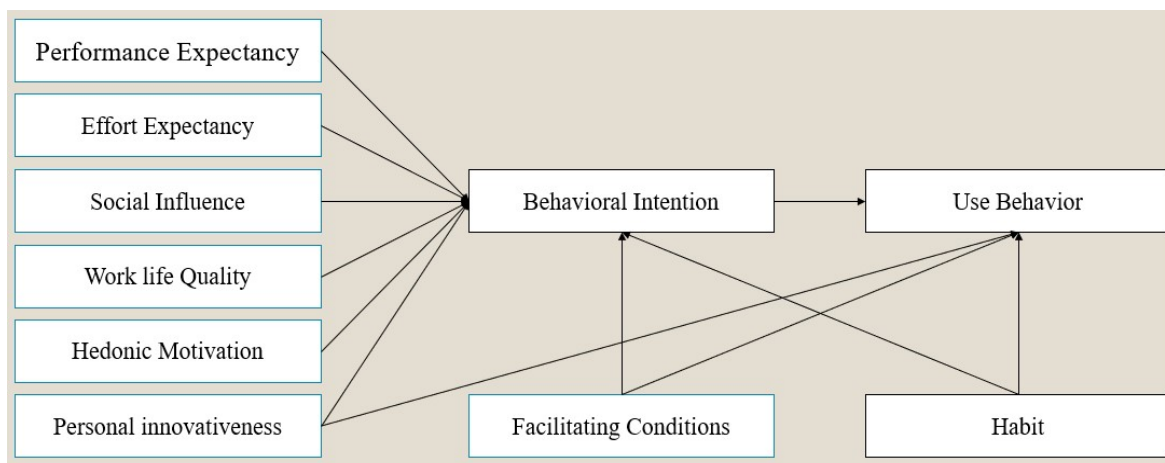 Performance Expectancy
Effort Expectancy
Social Influence
Behavioral Intention
Use Behavior
Work life Quality
Hedonic Motivation
Personal innovativeness
Facilitating Conditions
Habit